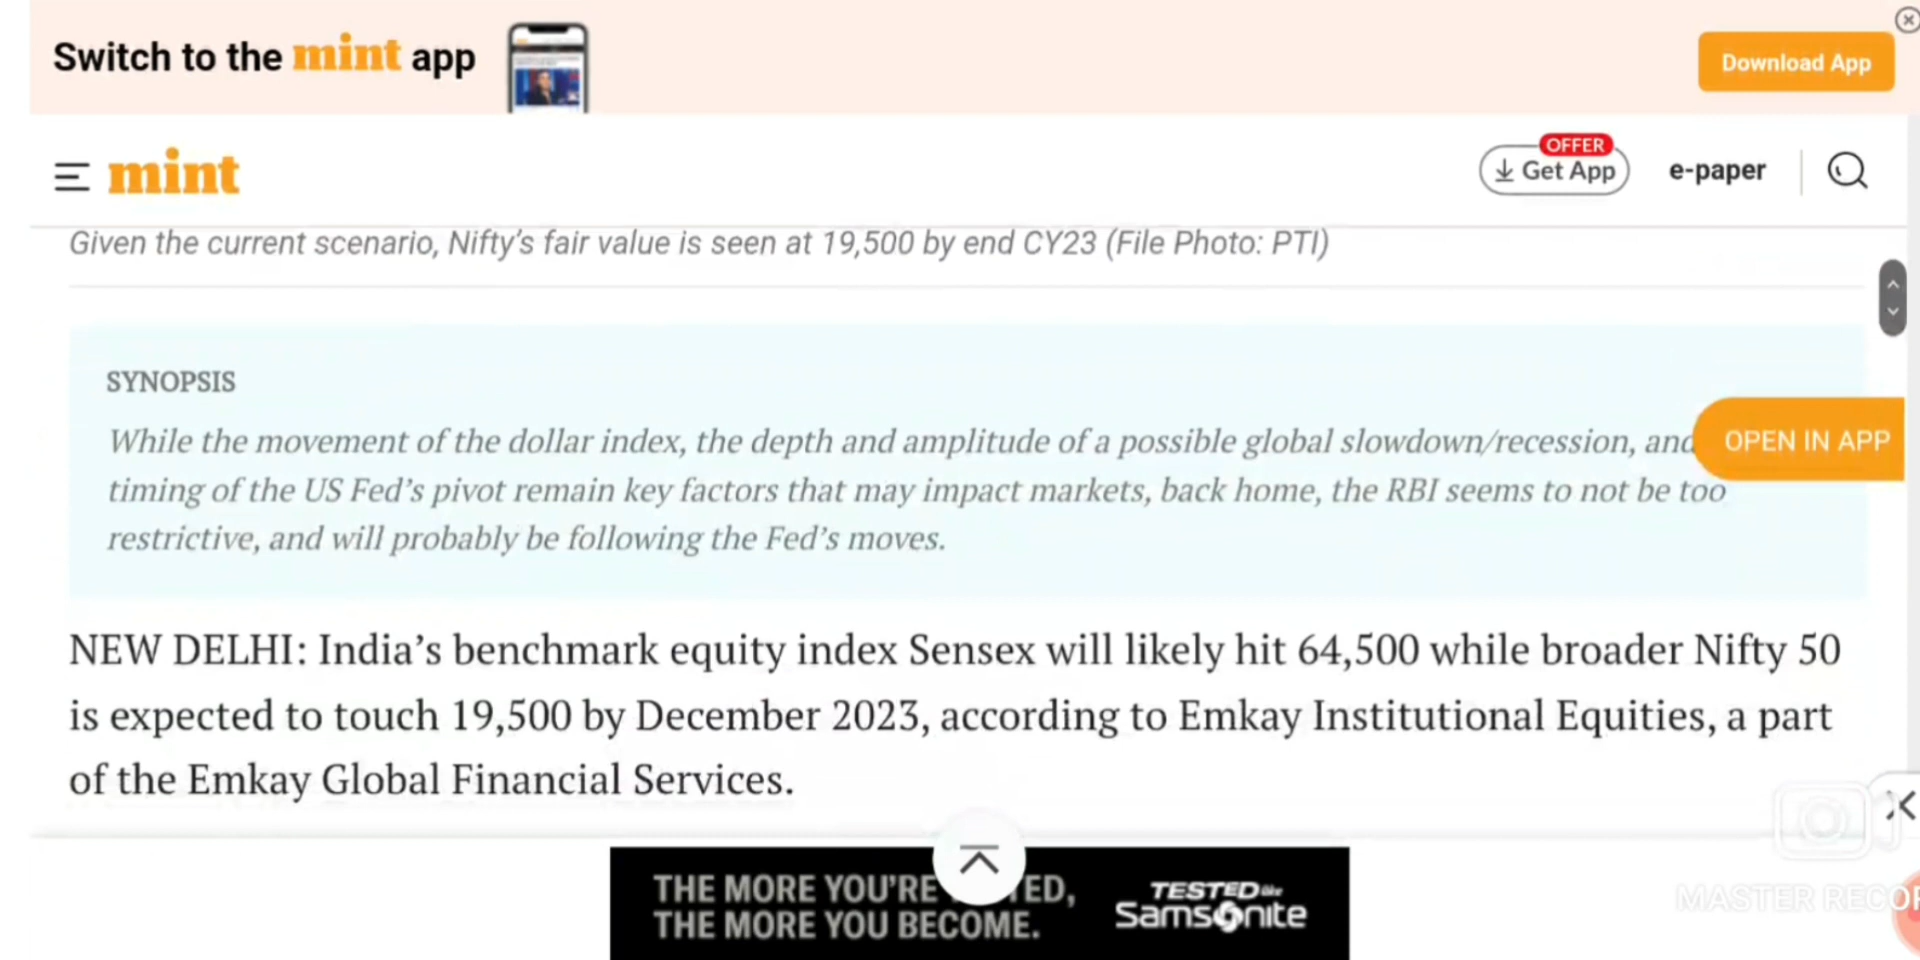 Switch to the mint app
Download App
mint
OFFER
Get App
e-paper
Given the current scenario, Nifty's fair value is seen at 19,500 by end CY23 (File Photo: PTI)
SYNOPSIS
While the movement of the dollar index, the depth and amplitude of a possible global slowdown/recession, and
OPEN IN APP
timing of the US Fed's pivot remain key factors that may impact markets, back home, the RBI seems to not be too
restrictive, and will probably be following the Fed's moves.
NEW DELHI: India's benchmark equity index Sensex will likely hit 64,500 while broader Nifty 50
is expected to touch 19,500 by December 2023, according to Emkay Institutional Equities, a part
of the Emkay Global Financial Services.
THE MORE YOU'RE
THE MORE YOU BECOME.
TESTED like
Samsonite
MASTER